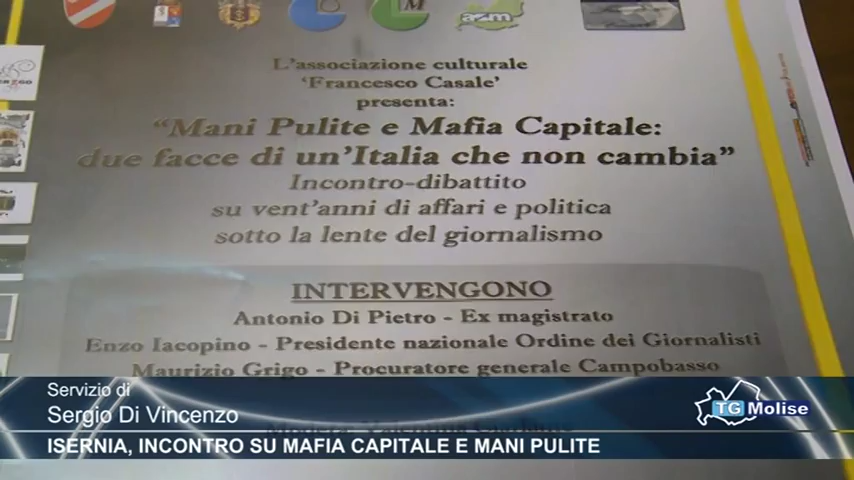 M
azm
L'associazione culturale
'Francesco Casale'
presenta:
"Mani Pulite e Mafia Capitale:
due facce di un'Italia che non cambia"
Incontro-dibattito
su vent'anni di affari e politica
sotto la lente del giornalismo
INTERVENGONO
Antonio Di Pietro - Ex magistrato
Enzo Iacopino - Presidente nazionale Ordine dei Giornalisti
Maurizio Grigo - Procuratore generale Campobasso
Servizio di
Sergio Di Vincenzo
TG Molise
ISERNIA, INCONTRO SU MAFIA CAPITALE E MANI PULITE